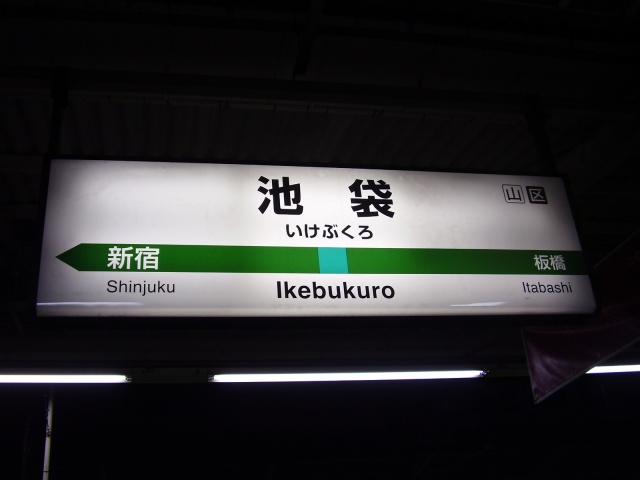 池袋
山 区
いけぶくろ
新宿 板橋
Shinjuku Ikebukuro Itabashi